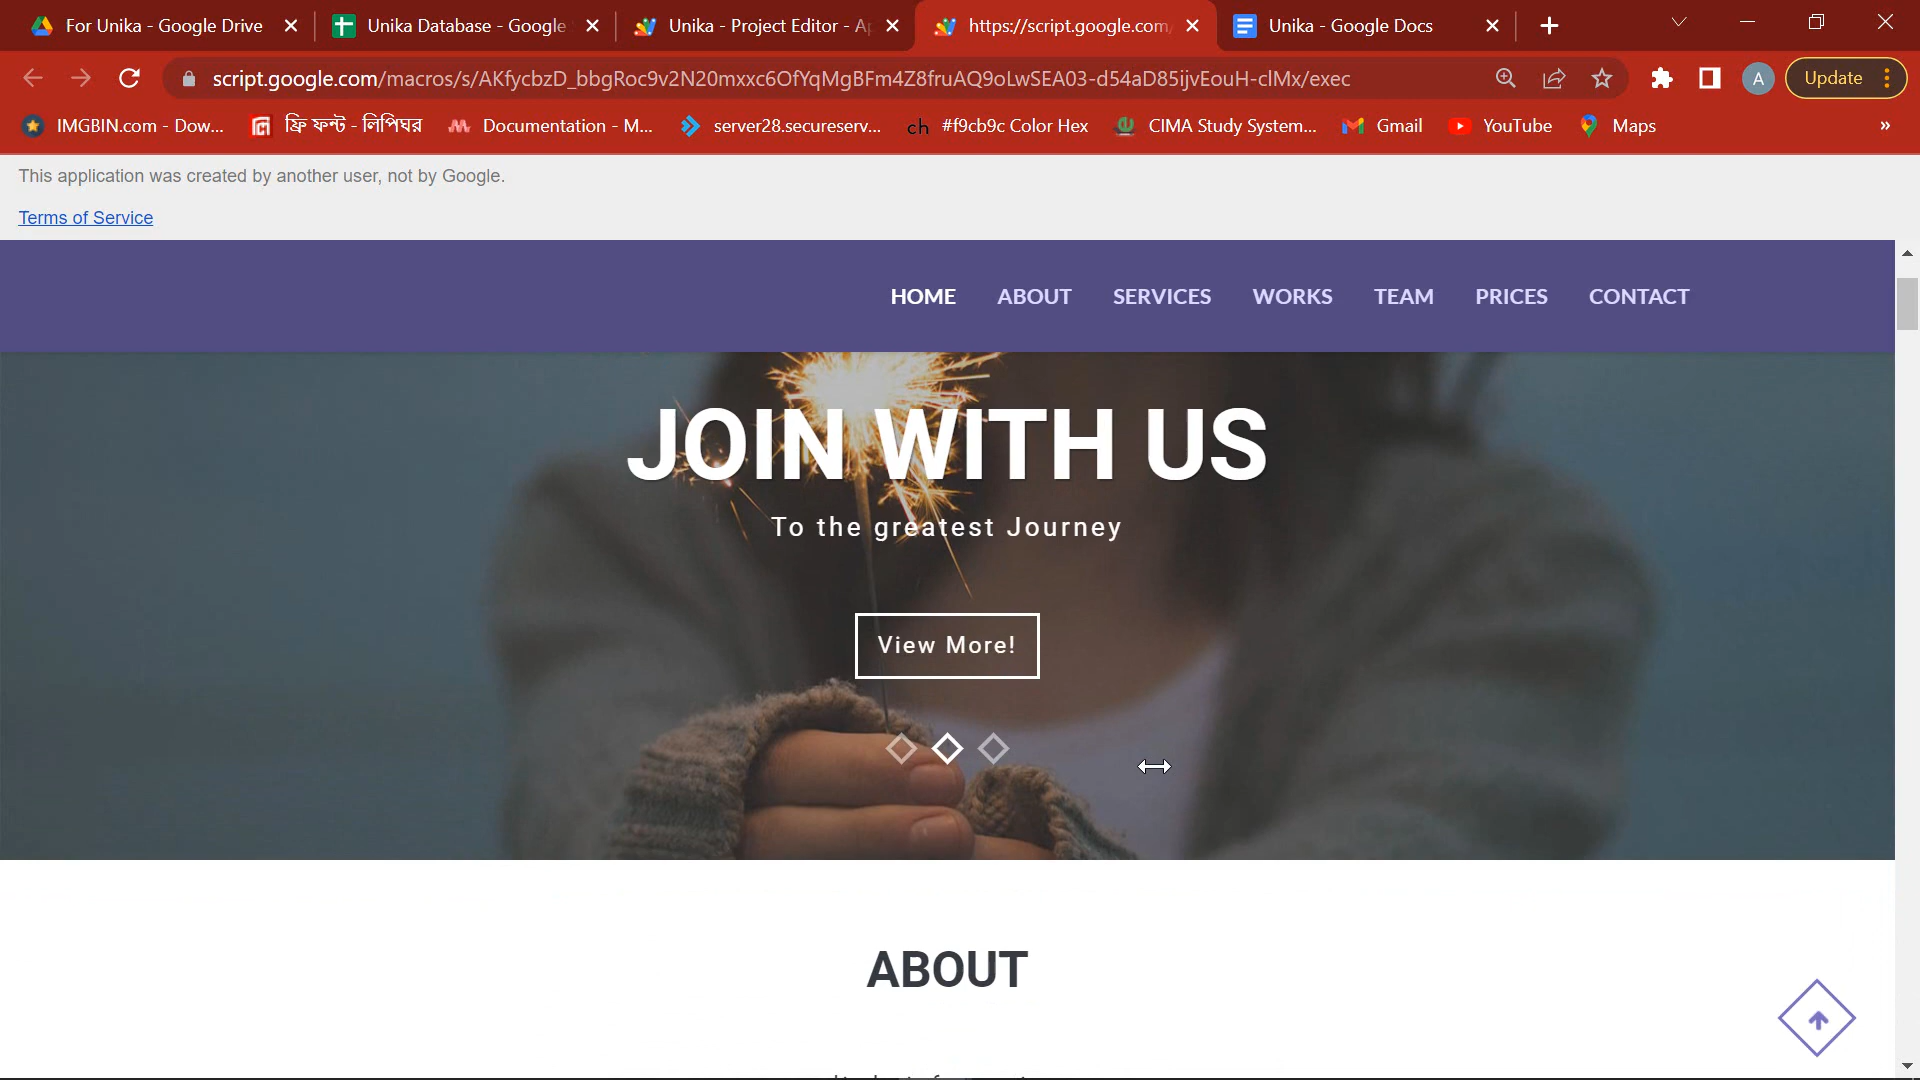 For Unika - Google Drive
Unika Database - Google
Unika - Project Editor - Ap
https://script.google.com/
Unika - Google Docs
script.google.com/macros/s/AKfycbzD_bbgRoc9v2N20mxxc6OfYqMgBFm4Z8fruAQ9oLwSEA03-d54aD85ijvEouH-clMx/exec
A
Update
IMGBIN.com - Dow...
ফ্রি ফন্ট - লিপিঘর
Documentation - M...
server28.secureserv...
ch
#f9cb9c Color Hex
CIMA Study System...
Gmail
YouTube
Maps
»
This application was created by another user, not by Google.
Terms of Service
HOME
ABOUT
SERVICES
WORKS
TEAM
PRICES
CONTACT
JOIN WITH US
To the greatest Journey
View More!
ABOUT